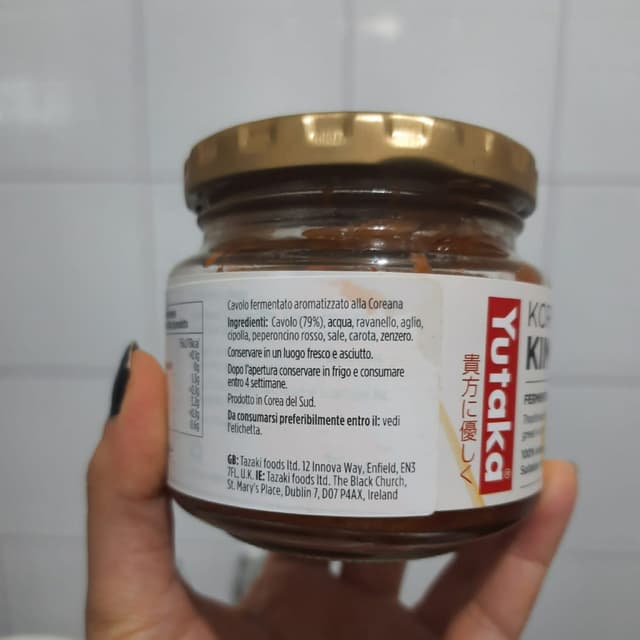 Cavolo fermentato aromatizzato alla Coreana
Ingredienti: Cavolo (79%), acqua, ravanello, aglio,
cipolla, peperoncino rosso, sale, carota, zenzero.
Conservare in un luogo fresco e asciutto.
Dopo l'apertura conservare in frigo e consumare
entro 4 settimane.
Prodotto in Corea del Sud.
Da consumarsi preferibilmente entro il: vedi
l'etichetta.
GB: Tazaki foods ltd. 12 Innova Way, Enfield, EN3
7FL, U.K. IE: Tazaki foods ltd. The Black Church,
St. Mary's Place, Dublin 7, D07 P4AX, Ireland
貴方に優しく
Yutaka®
KOR
KIM